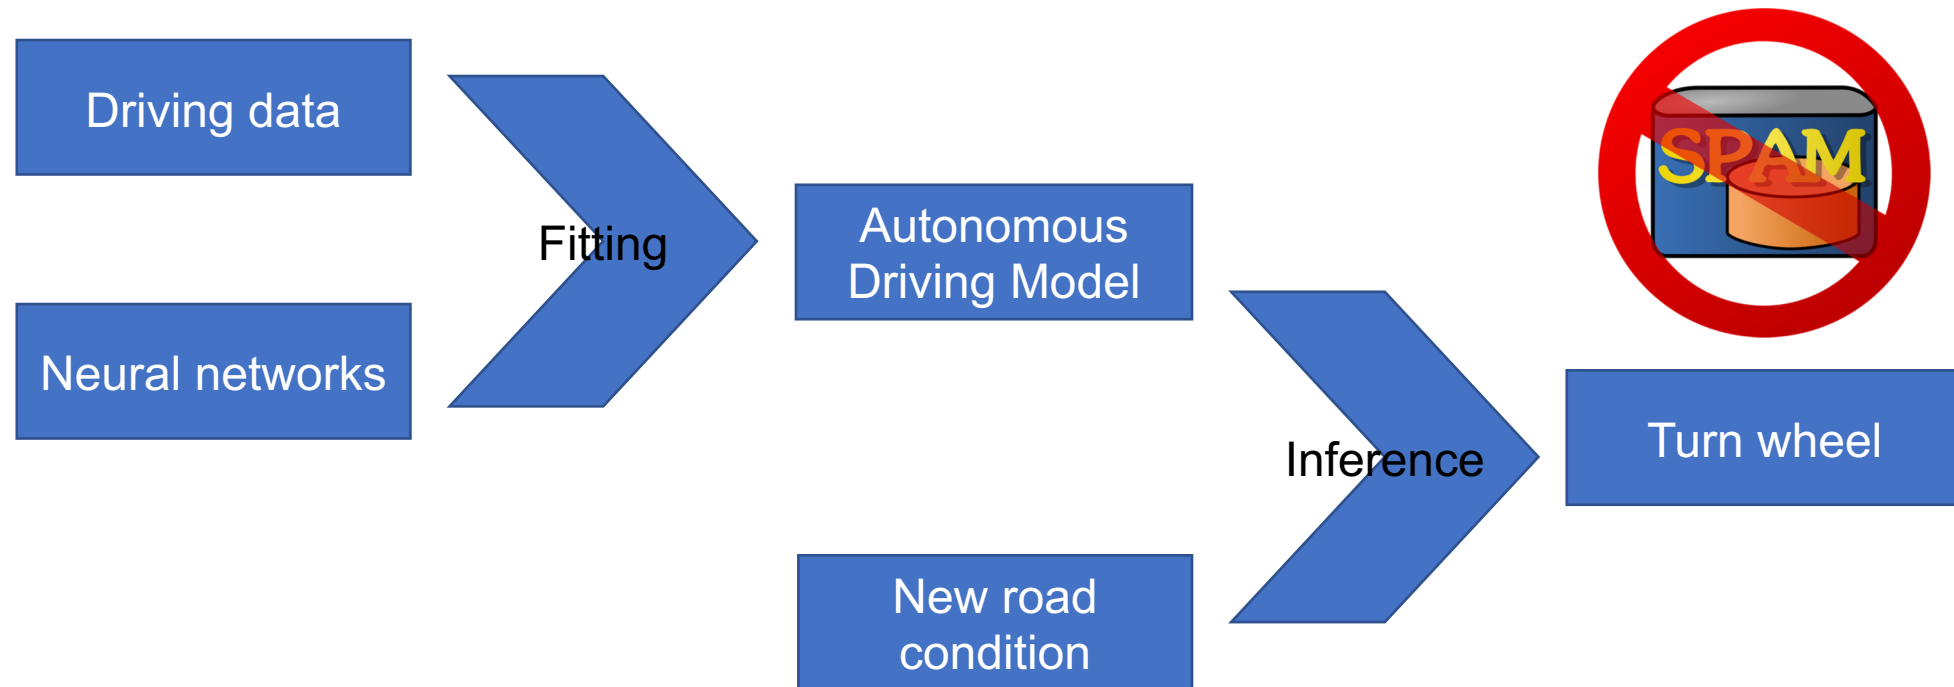 Driving data
Neural networks
Fitting
Autonomous
Driving Model
New road
condition
Inference
SPAM
Turn wheel